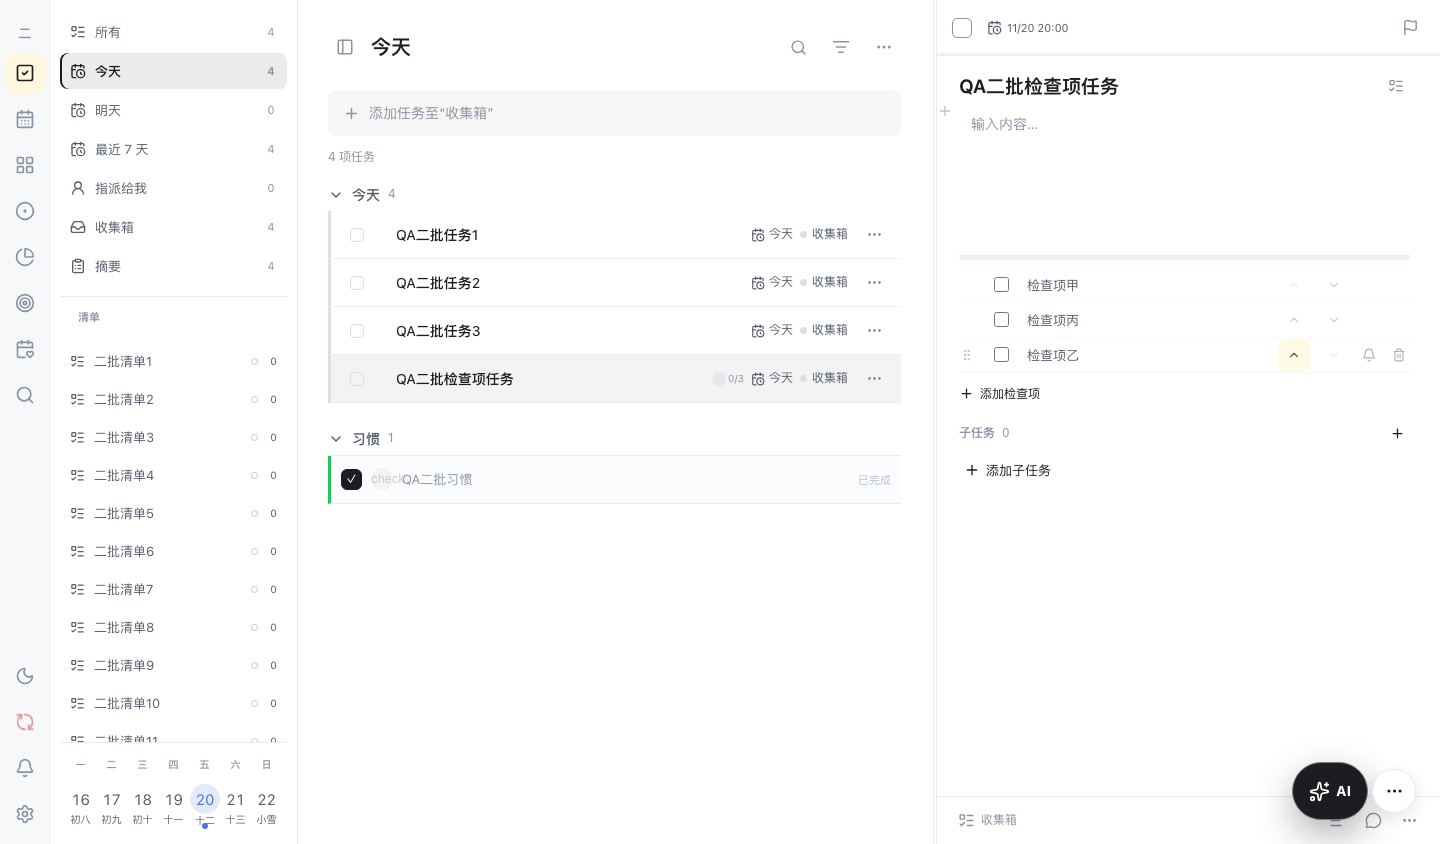 二
所有 4
今天 4
明天 0
最近 7 天 4
指派给我 0
收集箱 4
摘要 4
清单
二批清单1 0
二批清单2 0
二批清单3 0
二批清单4 0
二批清单5 0
二批清单6 0
二批清单7 0
二批清单8 0
二批清单9 0
二批清单10 0
二批清单11 0
一 二 三 四 五 六 日
16 17 18 19 20 21 22
初八 初九 初十 十一 十二 十三 小雪
今天
添加任务至“收集箱”
4 项任务
今天 4
QA二批任务1 今天 收集箱
QA二批任务2 今天 收集箱
QA二批任务3 今天 收集箱
QA二批检查项任务 0/3 今天 收集箱
习惯 1
check QA二批习惯 已完成
11/20 20:00
QA二批检查项任务
输入内容...
检查项甲
检查项丙
检查项乙
添加检查项
子任务 0
添加子任务
AI
收集箱